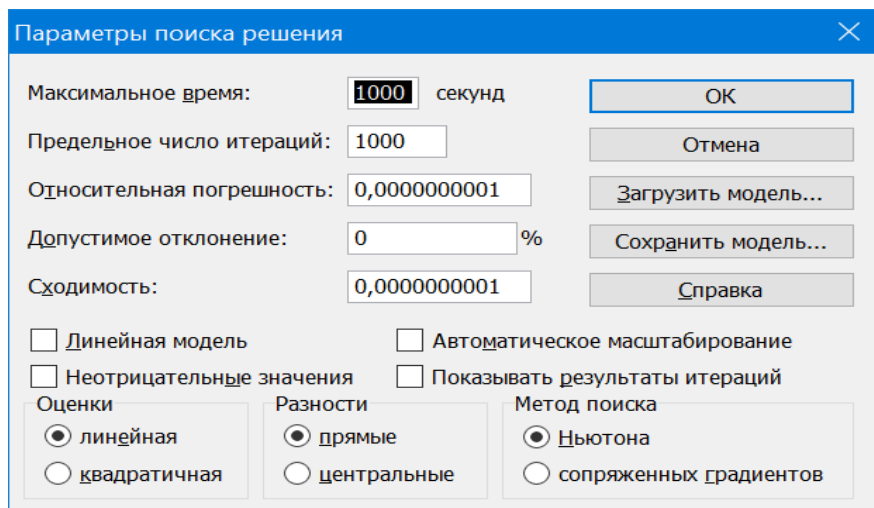 Параметры поиска решения
Максимальное время: 1000 секунд OK
Предельное число итераций: 1000 Отмена
Относительная погрешность: 0,0000000001 Загрузить модель...
Допустимое отклонение: 0 % Сохранить модель...
Сходимость: 0,0000000001 Справка
Линейная модель Автоматическое масштабирование
Неотрицательные значения Показывать результаты итераций
Оценки Разности Метод поиска
линейная прямые Ньютона
квадратичная центральные сопряженных градиентов